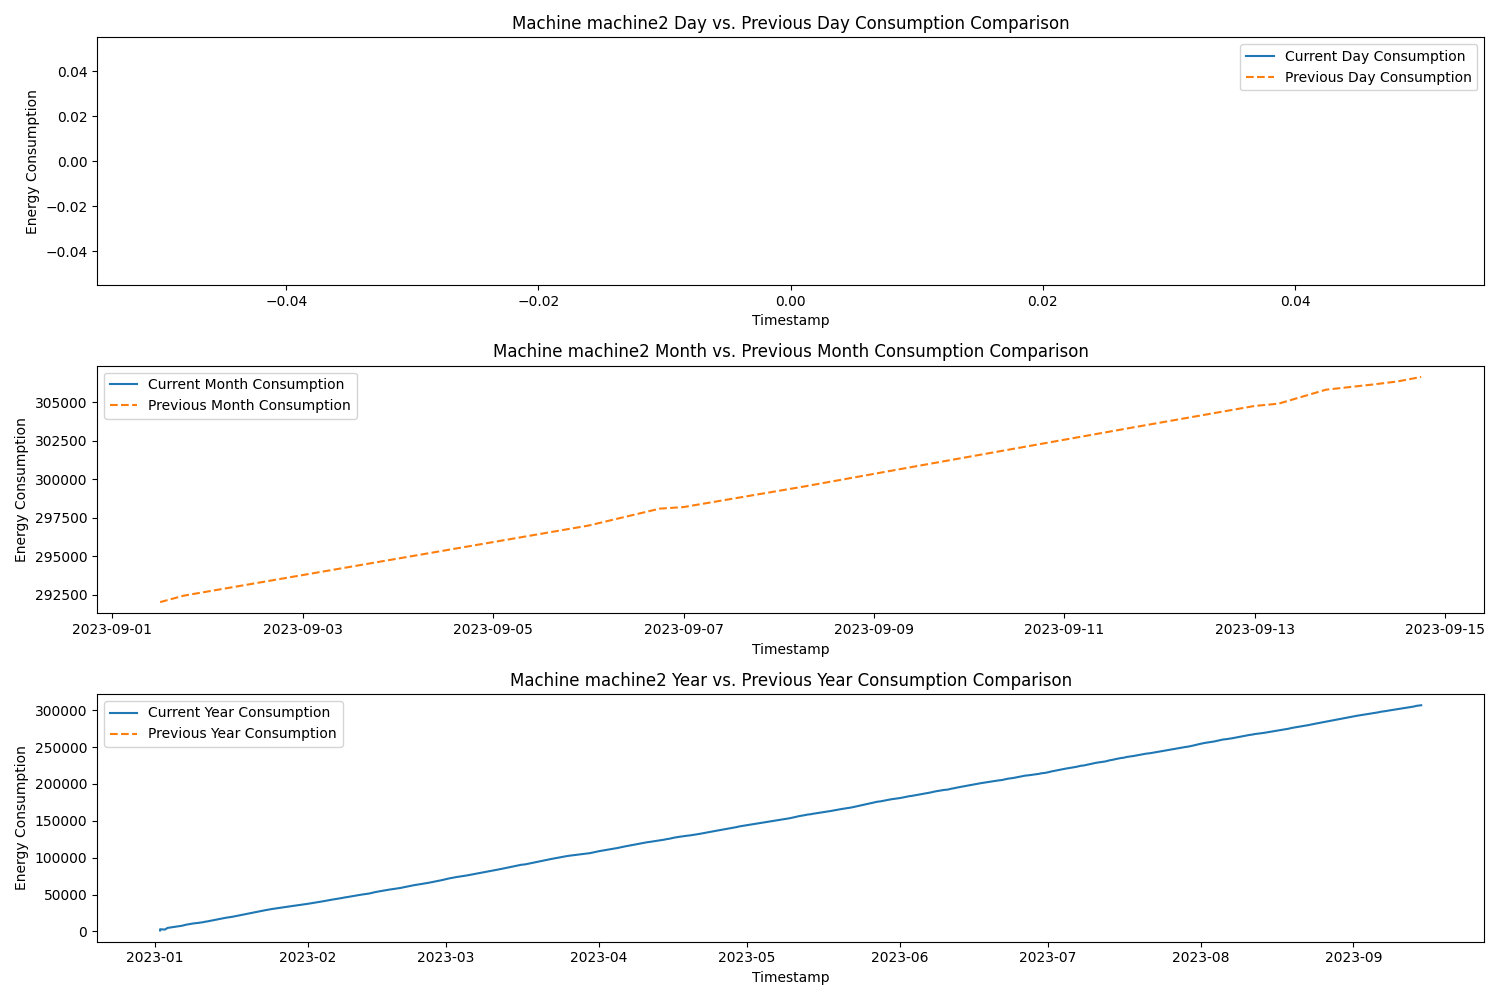 Machine machine2 Day vs. Previous Day Consumption Comparison
Current Day Consumption
Previous Day Consumption
Energy Consumption
0.04
0.02
0.00
−0.02
−0.04
−0.04 −0.02 0.00 0.02 0.04
Timestamp
Machine machine2 Month vs. Previous Month Consumption Comparison
Current Month Consumption
Previous Month Consumption
Energy Consumption
305000
302500
300000
297500
295000
292500
2023-09-01 2023-09-03 2023-09-05 2023-09-07 2023-09-09 2023-09-11 2023-09-13 2023-09-15
Timestamp
Machine machine2 Year vs. Previous Year Consumption Comparison
Current Year Consumption
Previous Year Consumption
Energy Consumption
300000
250000
200000
150000
100000
50000
0
2023-01 2023-02 2023-03 2023-04 2023-05 2023-06 2023-07 2023-08 2023-09
Timestamp